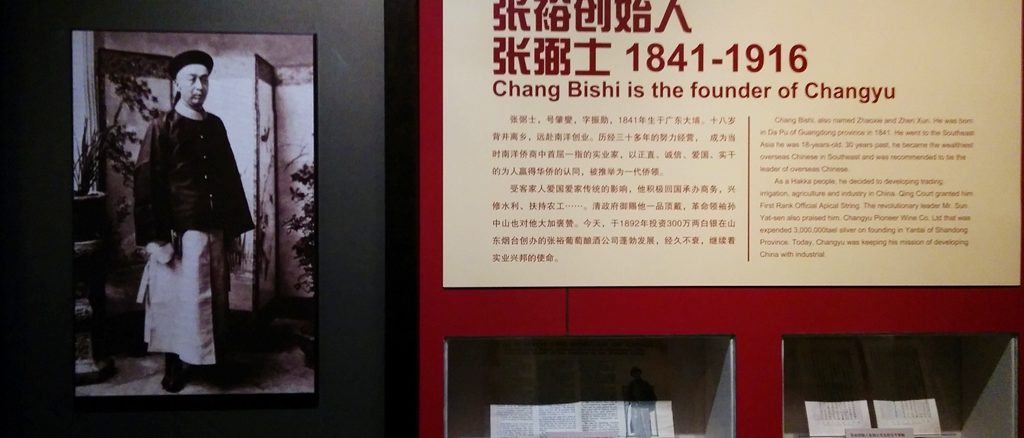 张裕创始人
张弼士 1841-1916
Chang Bishi is the founder of Changyu
张弼士，号肇燮，字振勋，1841年生于广东大埔。十八岁
背井离乡，远赴南洋创业。历经三十多年的努力经营， 成为当
时南洋侨商中首屈一指的实业家，以正直、诚信、爱国、实干
的为人赢得华侨的认同，被推举为一代侨领。
受客家人爱国爱家传统的影响，他积极回国承办商务，兴
修水利、扶持农工……。清政府御赐他一品顶戴，革命领袖孙
中山也对他大加褒赞。今天，于1892年投资300万两白银在山
东烟台创办的张裕葡萄酿酒公司蓬勃发展，经久不衰，继续着
实业兴邦的使命。
Chiang Bishi, also named Zhaoxie and Zhen Xun. He was born
in Da Pu of Guangdong province in 1841. He went to the Southeast
Asia he was 18-years-old. 30 years past, he became the wealthiest
overseas Chinese in Southeast and was recommended to be the
leader of overseas Chinese.
As a Hakka people, he decided to developing trading,
irrigation, agriculture and industry in China. Qing Court granted him
First Rank Official Apical String. The revolutionary leader Mr. Sun
Yat-sen also praised him. Changyu Pioneer Wine Co. Ltd that was
expended 3,000,000tael silver on founding in Yantai of Shandong
Province. Today, Changyu was keeping his mission of developing
China with industrial.